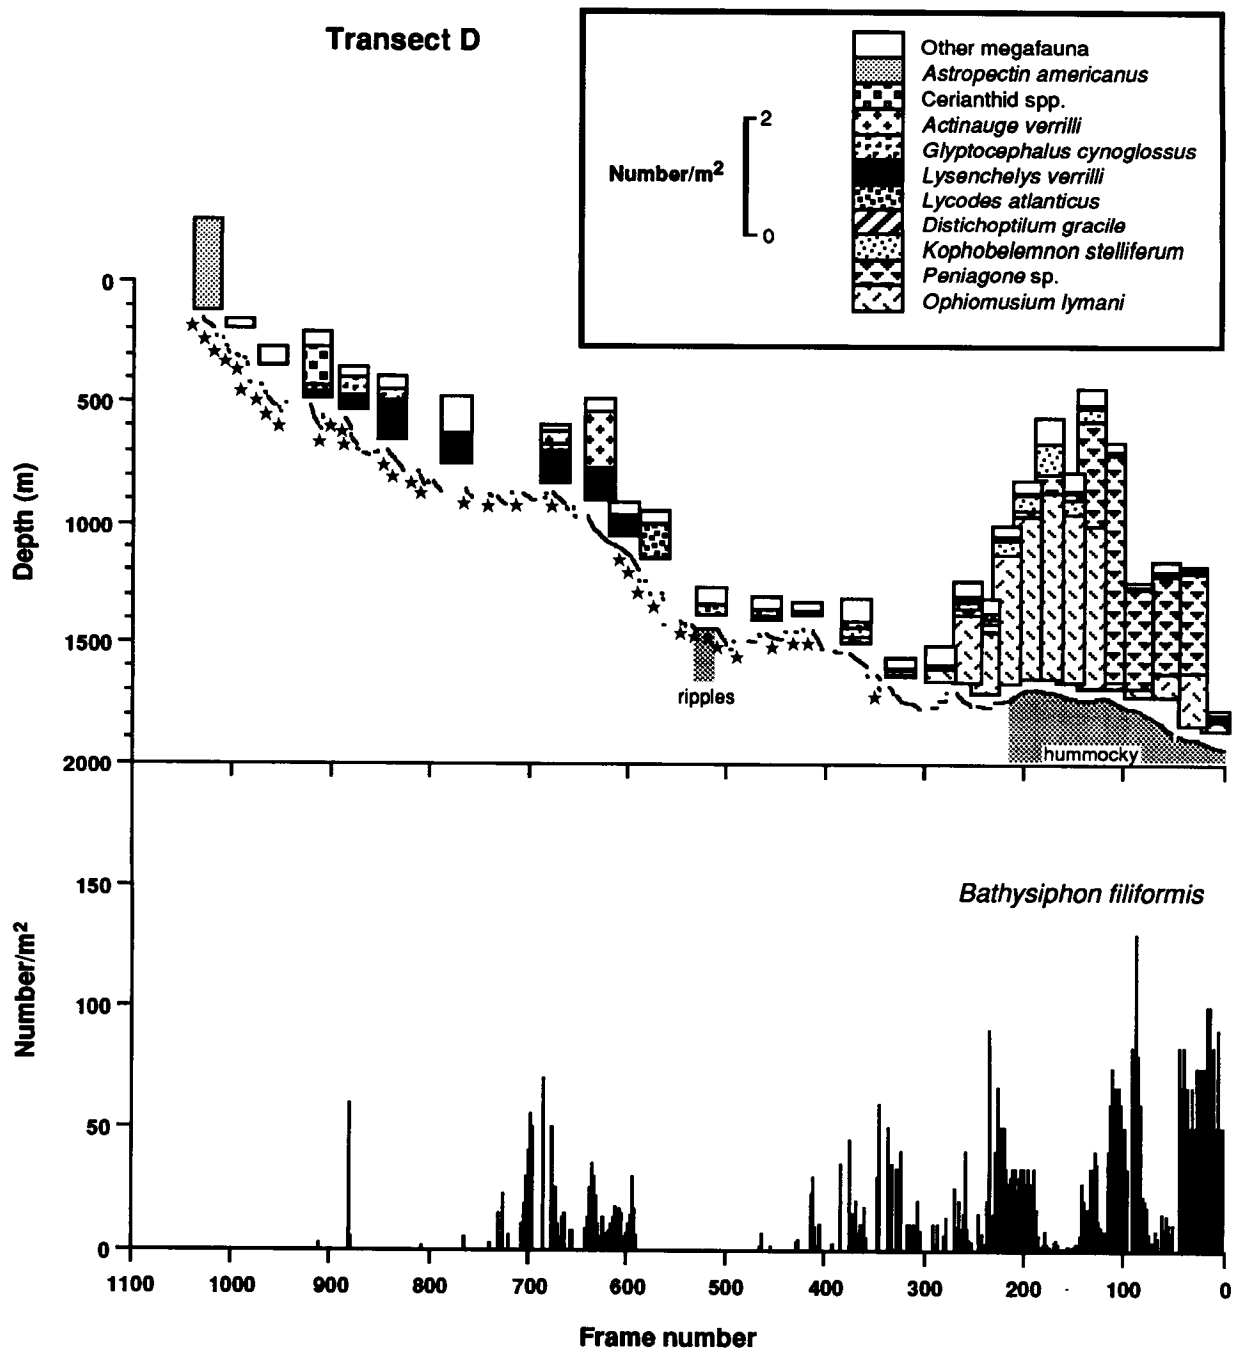 Transect D
Other megafauna
Astropectin americanus
Cerianthid spp.
Actinauge verrilli
Glyptocephalus cynoglossus
Lysenchelys verrilli
Lycodes atlanticus
Distichoptilum gracile
Kophobelemnon stelliferum
Peniagone sp.
Ophiomusium lymani
Number/m2
2
0
Depth (m)
0
500
1000
1500
2000
ripples
hummocky
Bathysiphon filiformis
Number/m2
150
100
50
0
1100 1000 900 800 700 600 500 400 300 200 100 0
Frame number